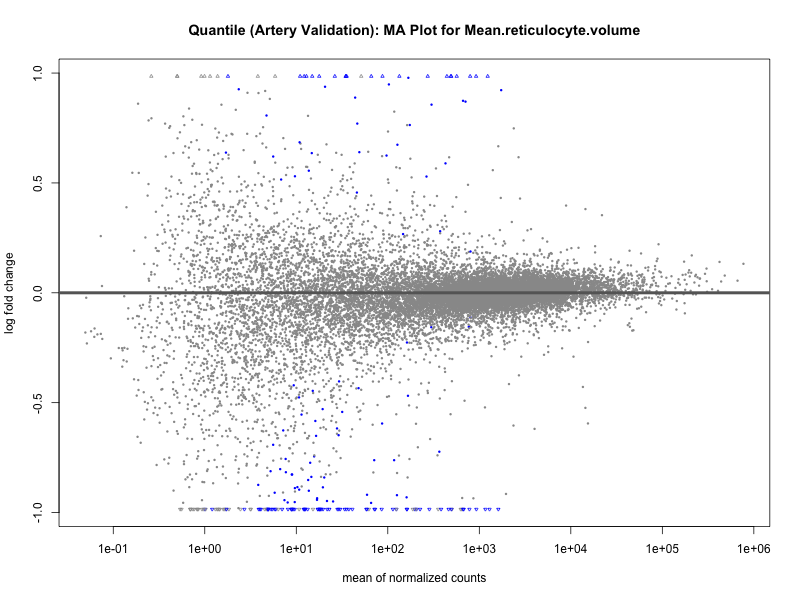 Quantile (Artery Validation): MA Plot for Mean.reticulocyte.volume
log fold change
1.0
0.5
0.0
-0.5
-1.0
1e-01 1e+00 1e+01 1e+02 1e+03 1e+04 1e+05 1e+06
mean of normalized counts